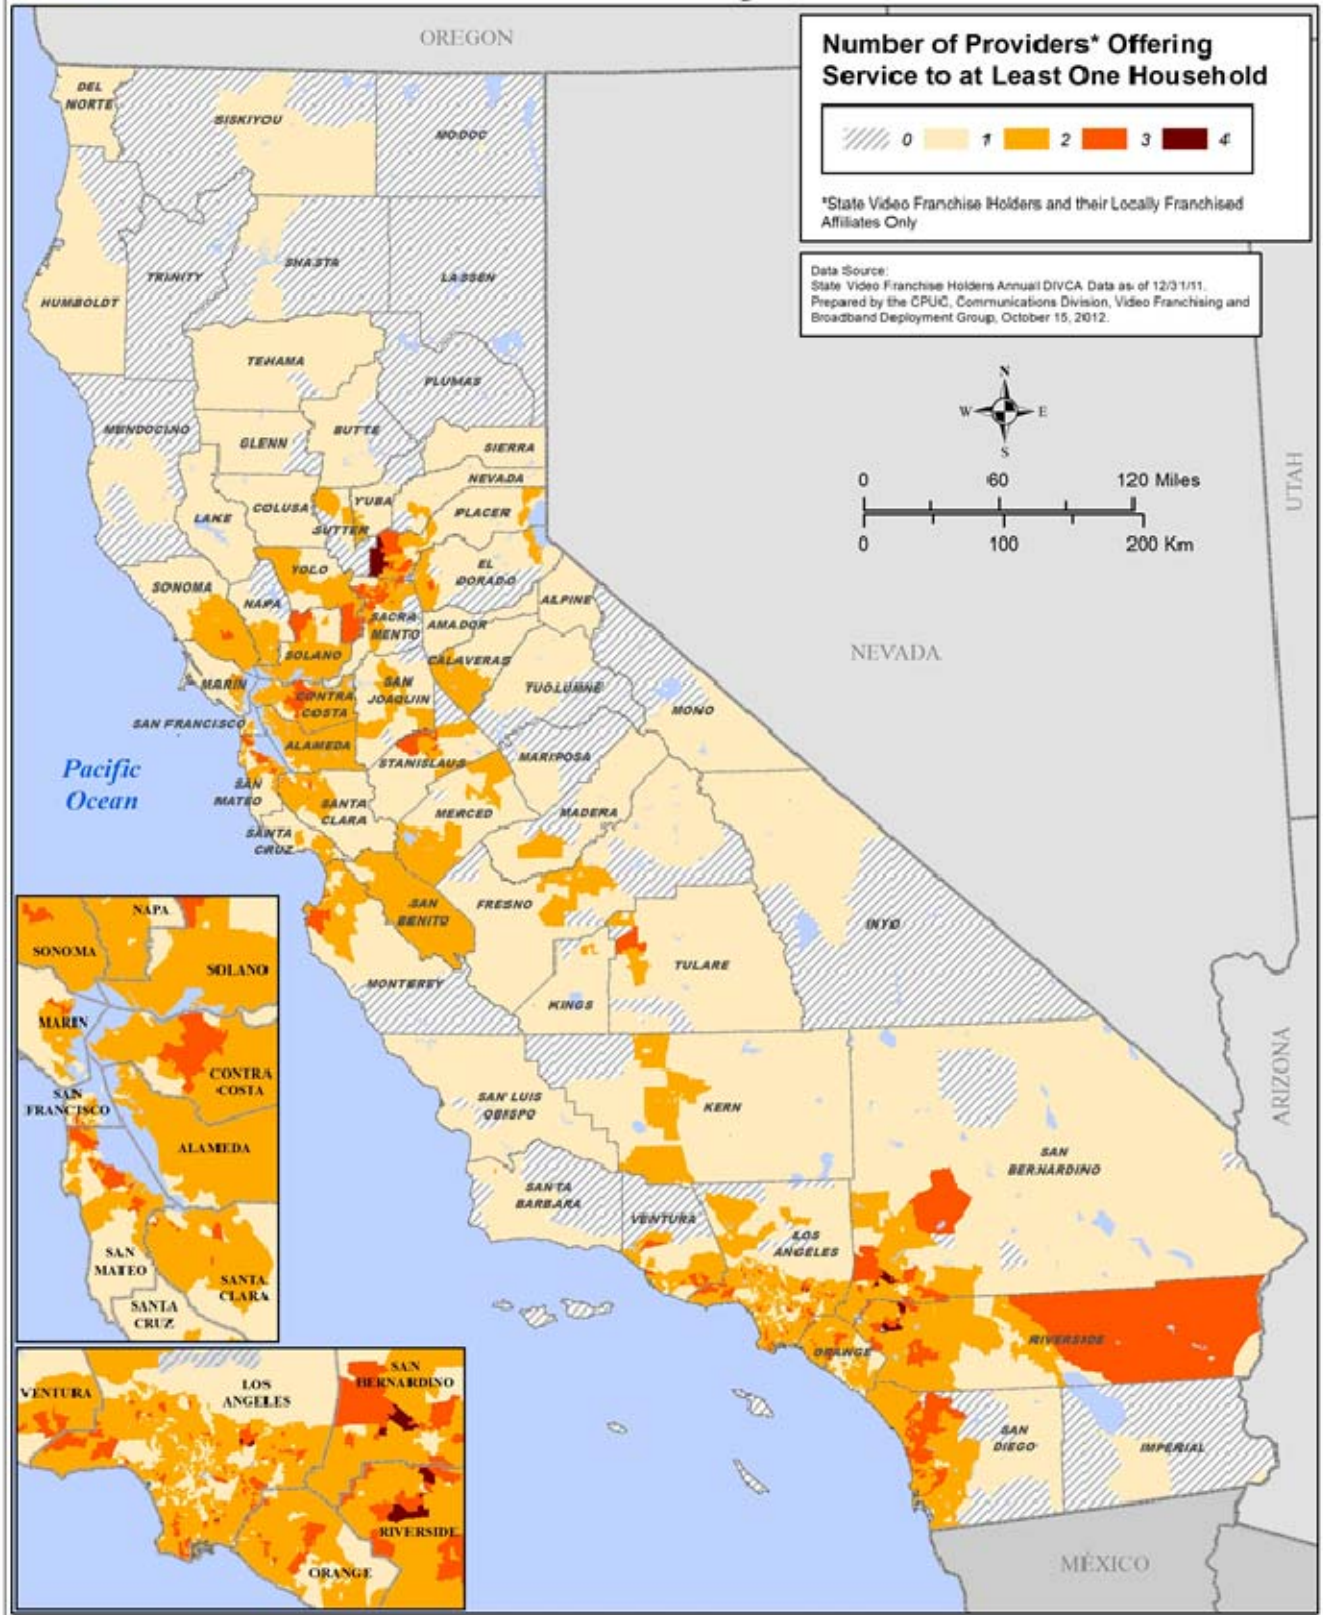 OREGON
Number of Providers* Offering
Service to at Least One Household
0 1 2 3 4
*State Video Franchise Holders and their Locally Franchised
Affiliates Only
Data Source:
State Video Franchise Holders Annual DIVCA Data as of 12/31/11.
Prepared by the CPUC, Communications Division, Video Franchising and
Broadband Deployment Group, October 15, 2012.
N
W E
S
0 60 120 Miles
0 100 200 Km
UTAH
NEVADA
ARIZONA
MÉXICO
Pacific
Ocean
DEL
NORTE
SISKIYOU
MODOC
HUMBOLDT
TRINITY
SHASTA
LASSEN
TEHAMA
PLUMAS
MENDOCINO
GLENN
BUTTE
SIERRA
NEVADA
COLUSA
YUBA
PLACER
LAKE
SUTTER
YOLO
EL
DORADO
SONOMA
NAPA
ALPINE
SACRA
MENTO
AMADOR
SOLANO
CALAVERAS
MARIN
CONTRA
COSTA
SAN
JOAQUIN
TUOLUMNE
MONO
SAN FRANCISCO
ALAMEDA
STANISLAUS
MARIPOSA
SAN
MATEO
SANTA
CLARA
MERCED
MADERA
SANTA
CRUZ
SAN
BENITO
FRESNO
INYO
MONTEREY
KINGS
TULARE
SAN LUIS
OBISPO
KERN
SAN
BERNARDINO
SANTA
BARBARA
VENTURA
LOS
ANGELES
ORANGE
RIVERSIDE
SAN
DIEGO
IMPERIAL
NAPA
SONOMA
SOLANO
MARIN
CONTRA
COSTA
SAN
FRANCISCO
ALAMEDA
SAN
MATEO
SANTA
CLARA
SANTA
CRUZ
VENTURA
LOS
ANGELES
SAN
BERNARDINO
RIVERSIDE
ORANGE